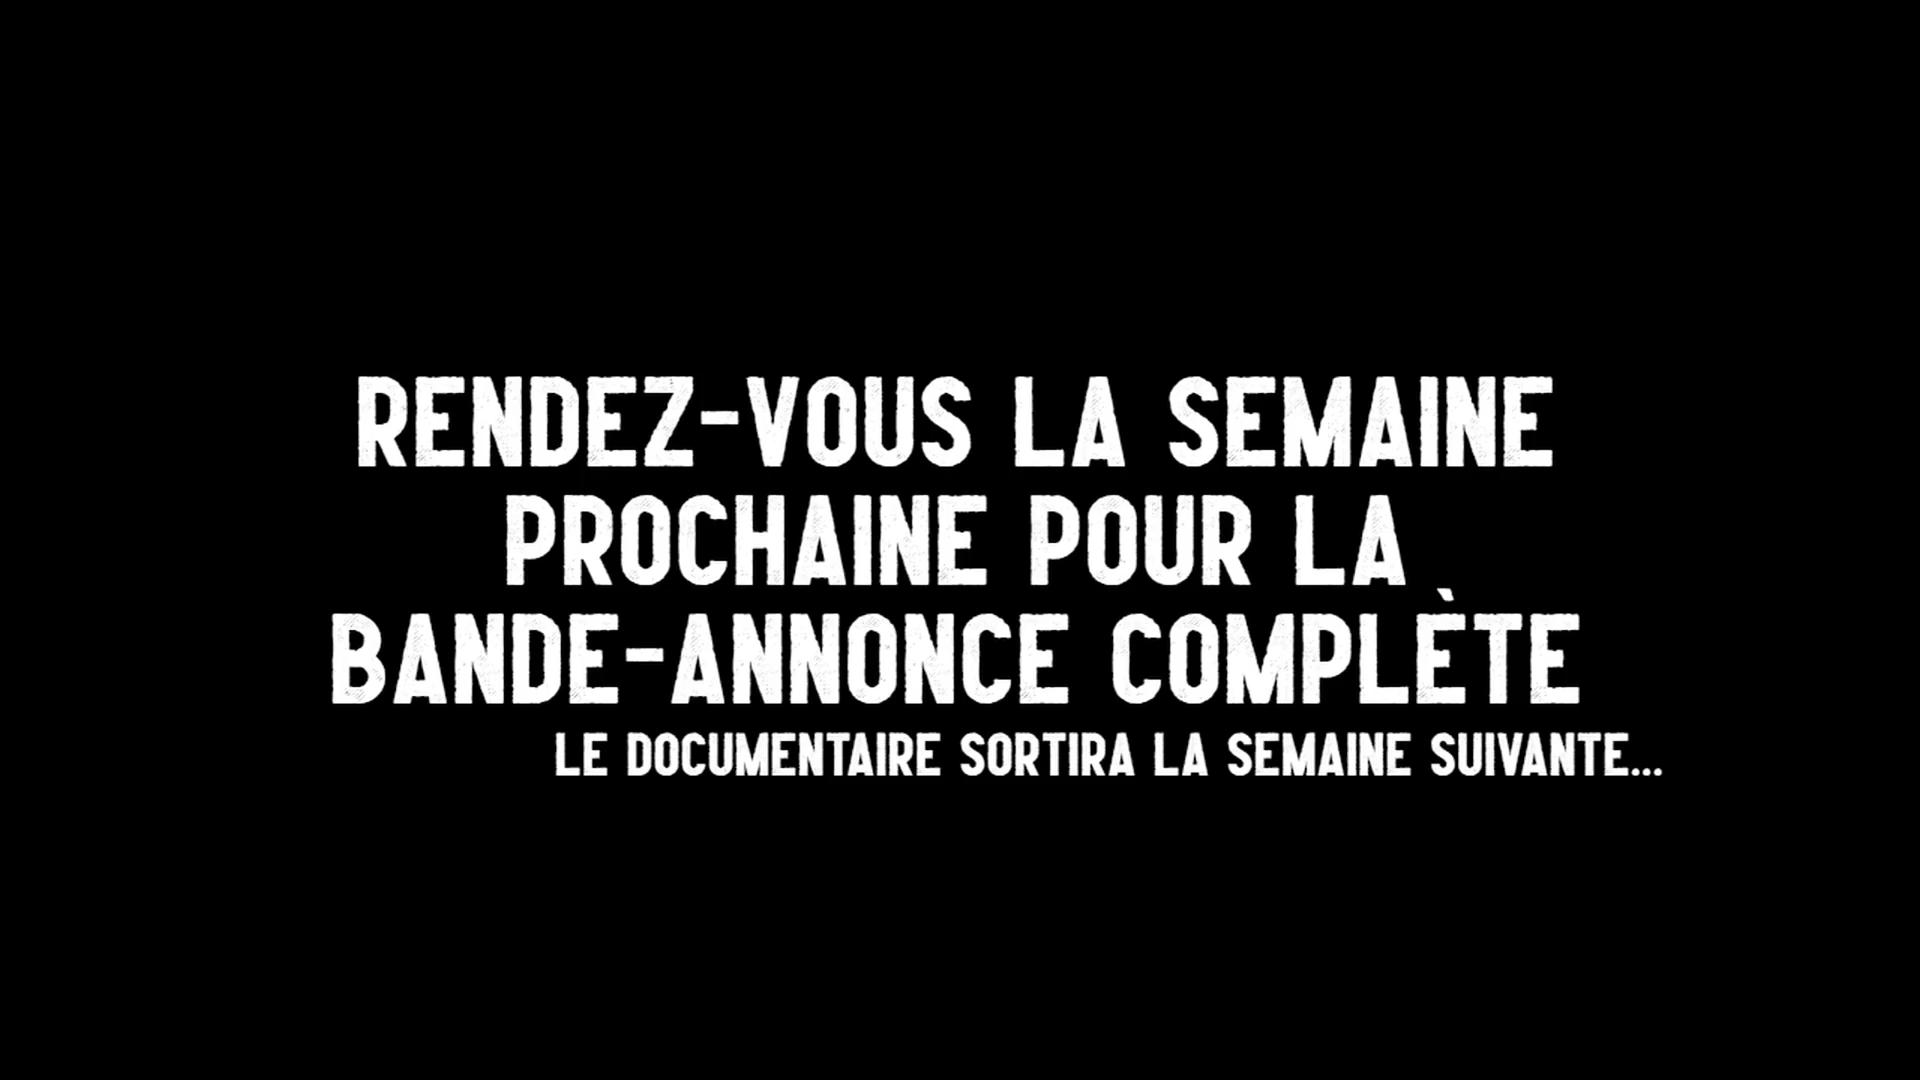 RENDEZ-VOUS LA SEMAINE
PROCHAINE POUR LA
BANDE-ANNONCE COMPLÈTE
LE DOCUMENTAIRE SORTIRA LA SEMAINE SUIVANTE...